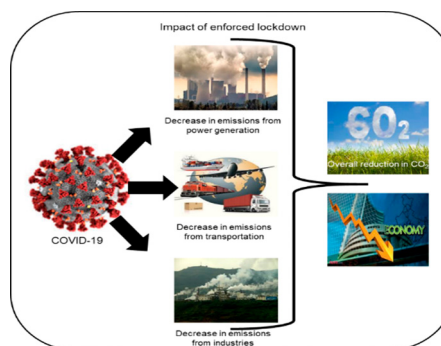 Impact of enforced lockdown
Decrease in emissions from
power generation
COVID-19
Decrease in emissions
from transportation
Decrease in emissions
from industries
CO₂
Overall reduction in CO₂
ECONOMY